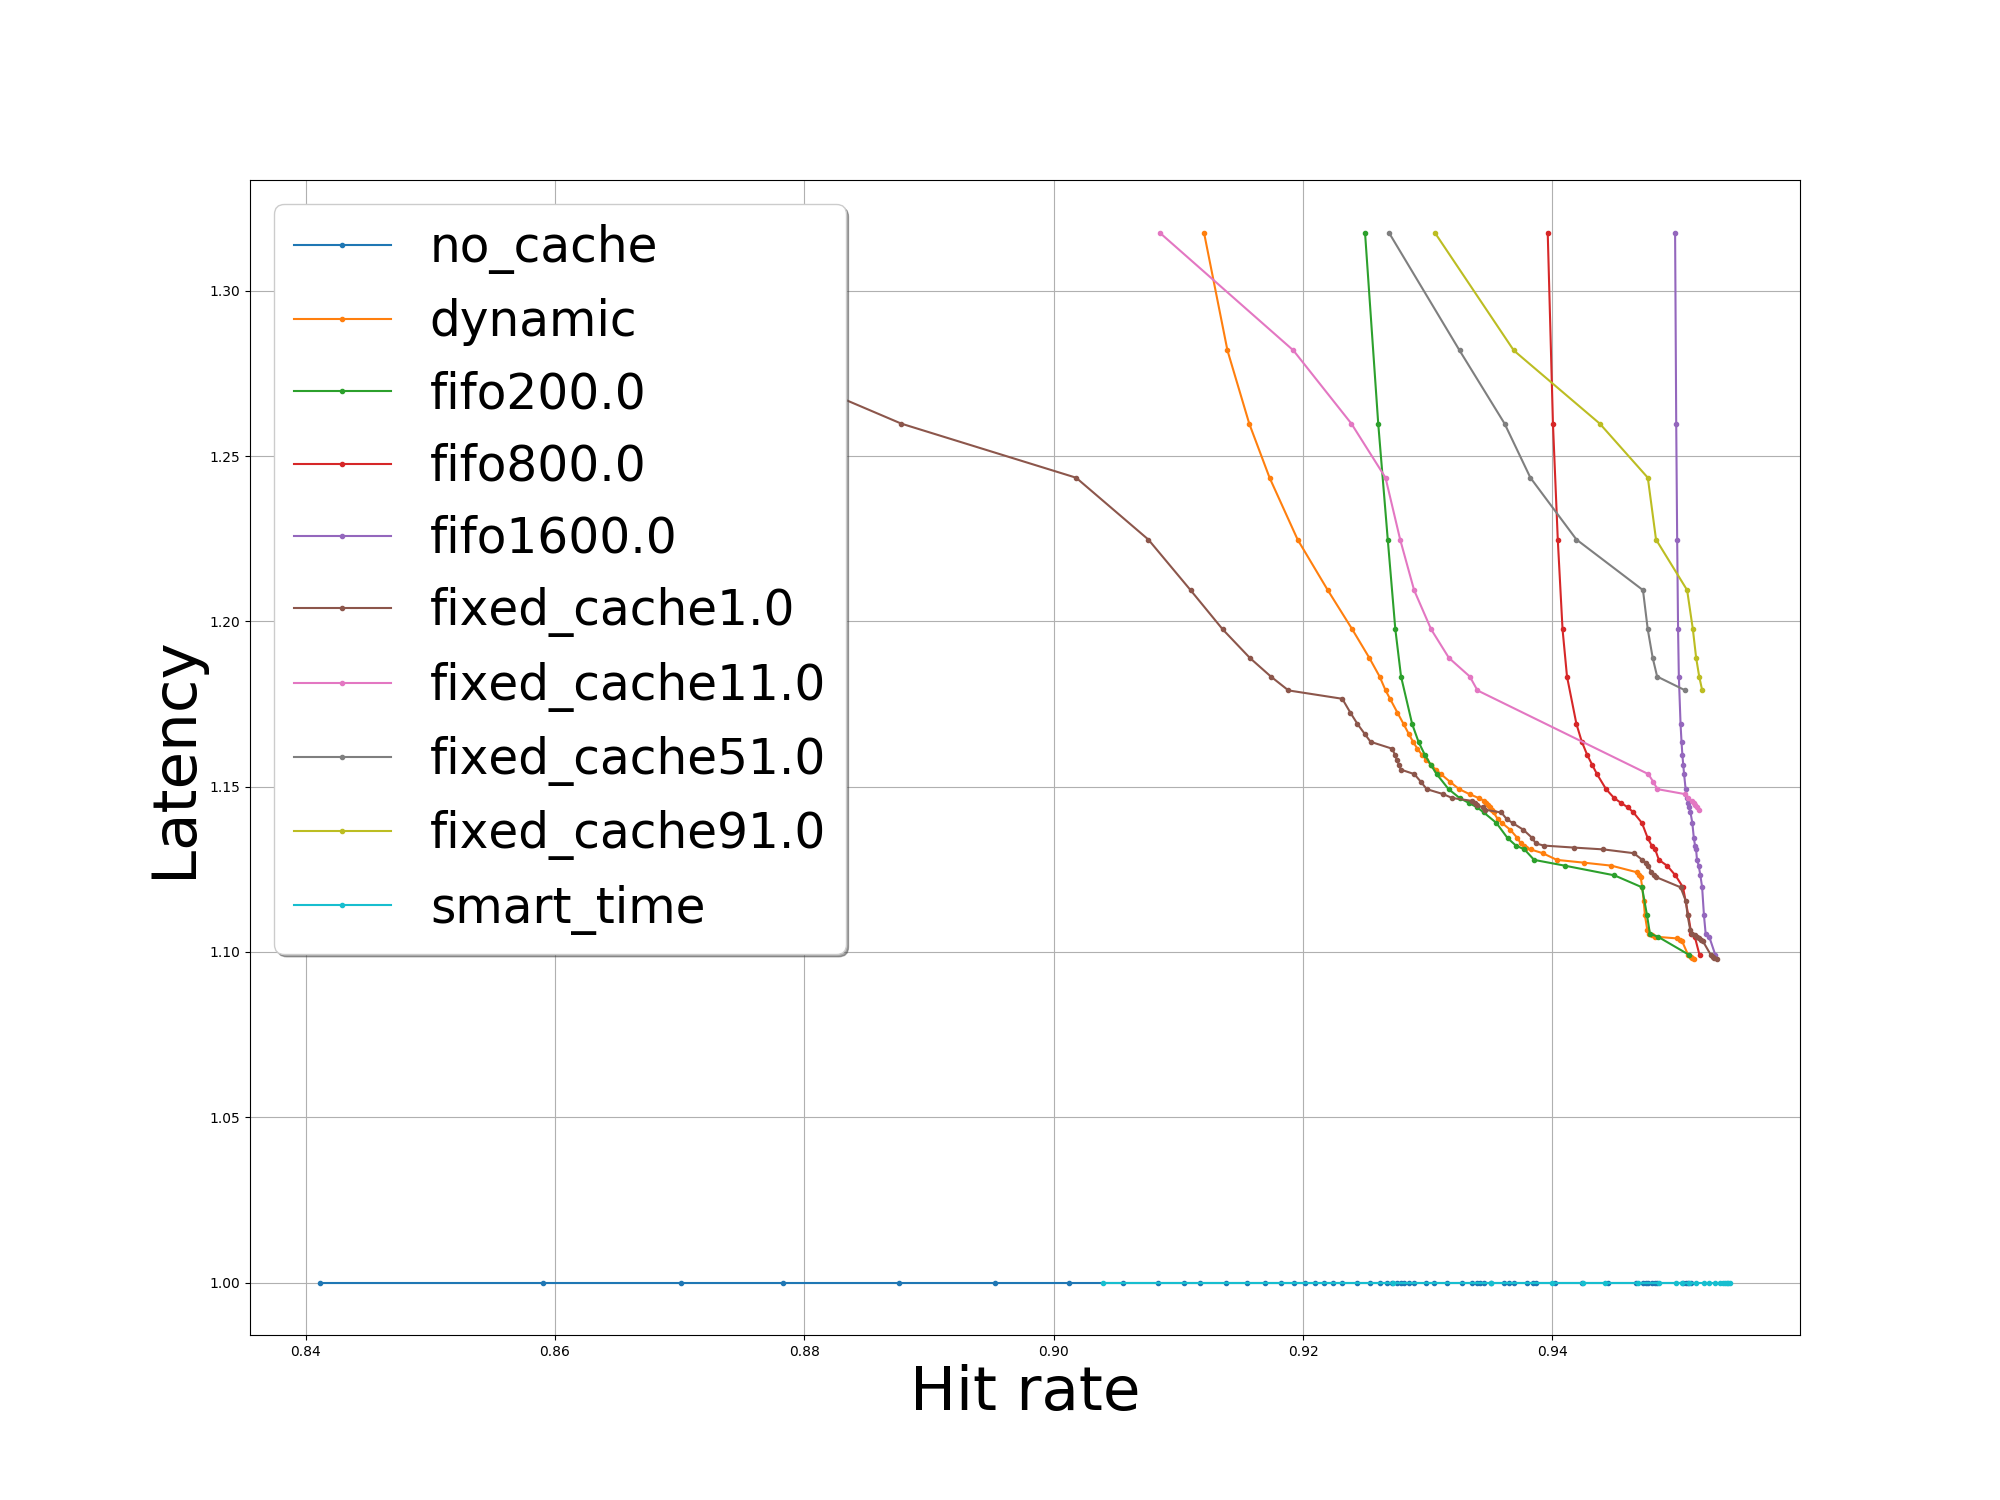 no_cache
dynamic
fifo200.0
fifo800.0
fifo1600.0
fixed_cache1.0
fixed_cache11.0
fixed_cache51.0
fixed_cache91.0
smart_time
Latency
1.30
1.25
1.20
1.15
1.10
1.05
1.00
0.84 0.86 0.88 0.90 0.92 0.94
Hit rate